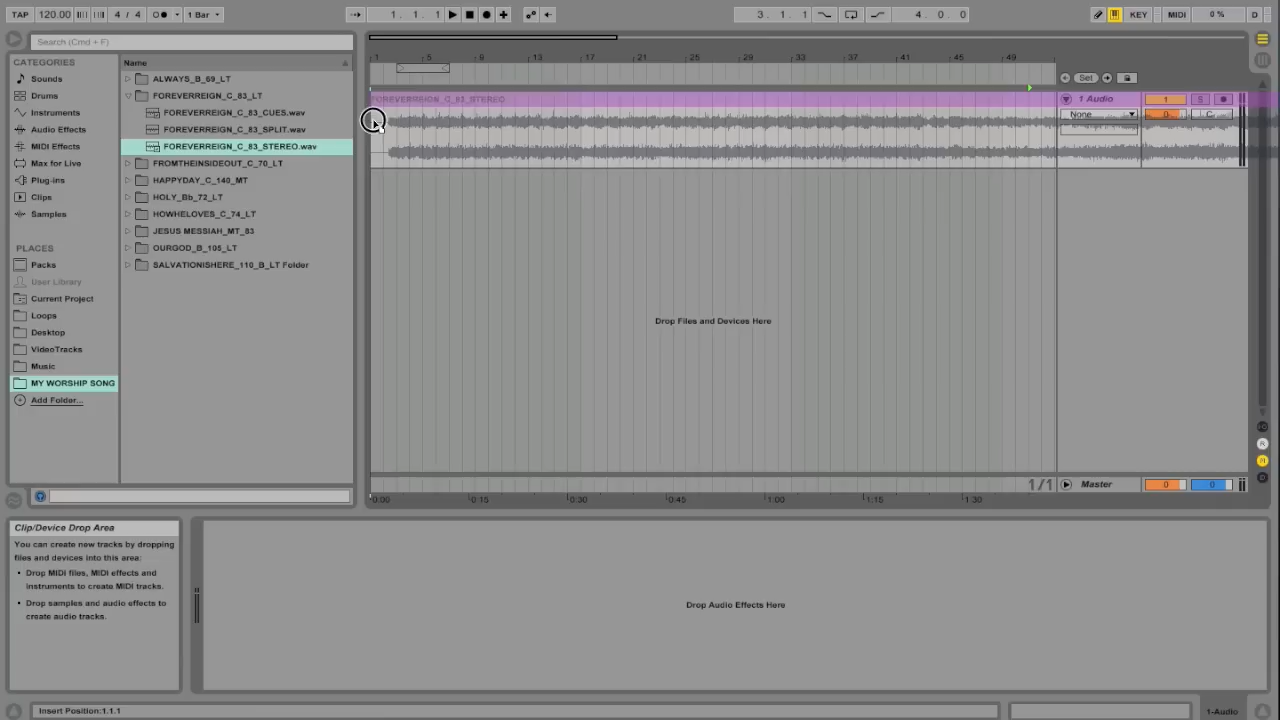 TAP 120.00 4 / 4 1 Bar 1. 1. 1 3. 1. 1 4. 0. 0 KEY MIDI 0 % D
Search (Cmd + F)
CATEGORIES
Sounds
Drums
Instruments
Audio Effects
MIDI Effects
Max for Live
Plug-ins
Clips
Samples
PLACES
Packs
User Library
Current Project
Loops
Desktop
VideoTracks
Music
MY WORSHIP SONG
Add Folder...
Name
ALWAYS_B_69_LT
FOREVERREIGN_C_83_LT
FOREVERREIGN_C_83_CUES.wav
FOREVERREIGN_C_83_SPLIT.wav
FOREVERREIGN_C_83_STEREO.wav
FROMTHEINSIDEOUT_C_70_LT
HAPPYDAY_C_140_MT
HOLY_Bb_72_LT
HOWHELOVES_C_74_LT
JESUS MESSIAH_MT_83
OURGOD_B_105_LT
SALVATIONISHERE_110_B_LT Folder
1 5 9 13 17 21 25 29 33 37 41 45 49
Set
FOREVERREIGN_C_83_STEREO
1 Audio 1 S
None 0 C
Drop Files and Devices Here
1/1 Master 0 0
0:00 0:15 0:30 0:45 1:00 1:15 1:30
Clip/Device Drop Area
You can create new tracks by dropping
files and devices into this area:
• Drop MIDI files, MIDI effects and
instruments to create MIDI tracks.
• Drop samples and audio effects to
create audio tracks.
Drop Audio Effects Here
Insert Position:1.1.1
1-Audio